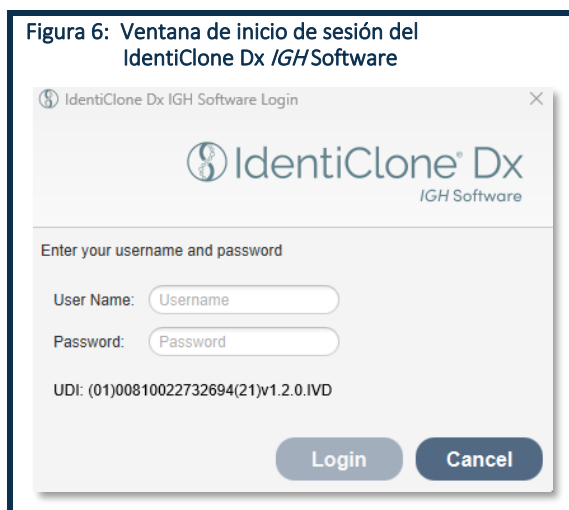 Figura 6: Ventana de inicio de sesión del
IdentiClone Dx IGH Software
IdentiClone Dx IGH Software Login
IdentiClone® Dx
IGH Software
Enter your username and password
User Name: Username
Password: Password
UDI: (01)00810022732694(21)v1.2.0.IVD
Login Cancel